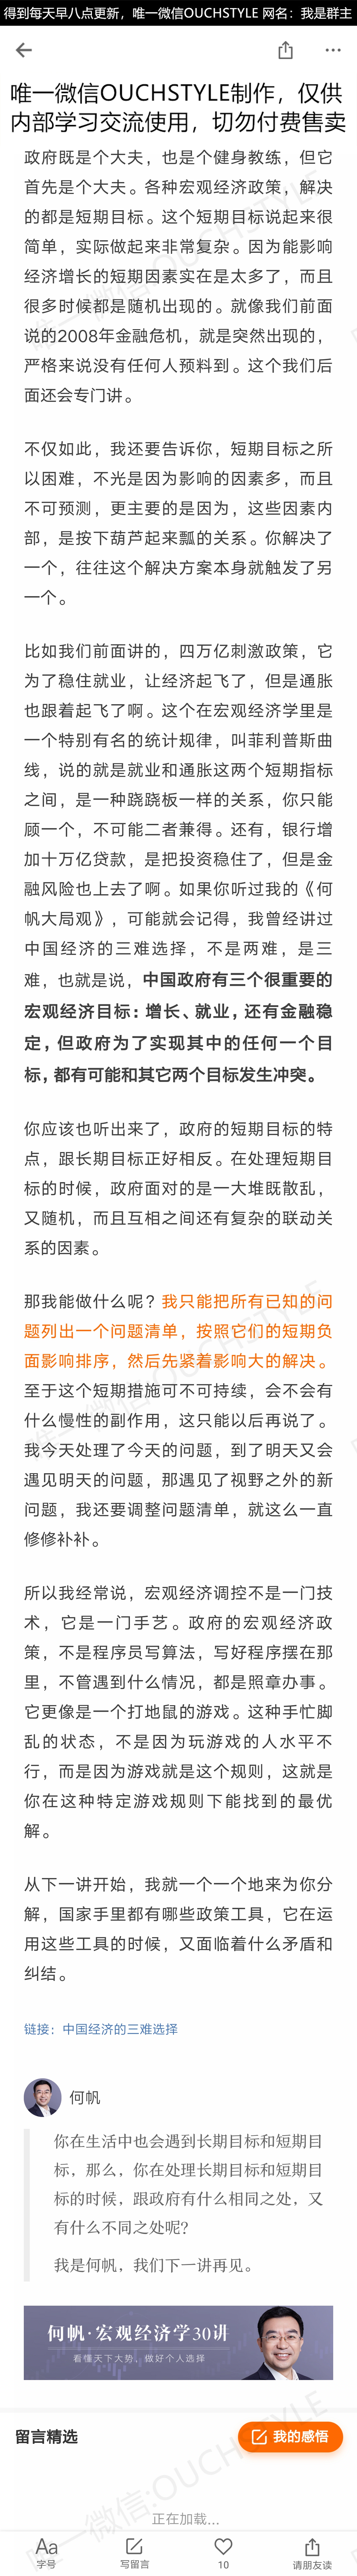 得到每天早八点更新，唯一微信OUCHSTYLE 网名：我是群主
唯一微信OUCHSTYLE制作，仅供
内部学习交流使用，切勿付费售卖
政府既是个大夫，也是个健身教练，但它
首先是个大夫。各种宏观经济政策，解决
的都是短期目标。这个短期目标说起来很
简单，实际做起来非常复杂。因为能影响
经济增长的短期因素实在是太多了，而且
很多时候都是随机出现的。就像我们前面
说的2008年金融危机，就是突然出现的，
严格来说没有任何人预料到。这个我们后
面还会专门讲。
不仅如此，我还要告诉你，短期目标之所
以困难，不光是因为影响的因素多，而且
不可预测，更主要的是因为，这些因素内
部，是按下葫芦起来瓢的关系。你解决了
一个，往往这个解决方案本身就触发了另
一个。
比如我们前面讲的，四万亿刺激政策，它
为了稳住就业，让经济起飞了，但是通胀
也跟着起飞了啊。这个在宏观经济学里是
一个特别有名的统计规律，叫菲利普斯曲
线，说的就是就业和通胀这两个短期指标
之间，是一种跷跷板一样的关系，你只能
顾一个，不可能二者兼得。还有，银行增
加十万亿贷款，是把投资稳住了，但是金
融风险也上去了啊。如果你听过我的《何
帆大局观》，可能就会记得，我曾经讲过
中国经济的三难选择，不是两难，是三
难，也就是说，中国政府有三个很重要的
宏观经济目标：增长、就业，还有金融稳
定，但政府为了实现其中的任何一个目
标，都有可能和其它两个目标发生冲突。
你应该也听出来了，政府的短期目标的特
点，跟长期目标正好相反。在处理短期目
标的时候，政府面对的是一大堆既散乱，
又随机，而且互相之间还有复杂的联动关
系的因素。
那我能做什么呢？我只能把所有已知的问
题列出一个问题清单，按照它们的短期负
面影响排序，然后先紧着影响大的解决。
至于这个短期措施可不可持续，会不会有
什么慢性的副作用，这只能以后再说了。
我今天处理了今天的问题，到了明天又会
遇见明天的问题，那遇见了视野之外的新
问题，我还要调整问题清单，就这么一直
修修补补。
所以我经常说，宏观经济调控不是一门技
术，它是一门手艺。政府的宏观经济政
策，不是程序员写算法，写好程序摆在那
里，不管遇到什么情况，都是照章办事。
它更像是一个打地鼠的游戏。这种手忙脚
乱的状态，不是因为玩游戏的人水平不
行，而是因为游戏就是这个规则，这就是
你在这种特定游戏规则下能找到的最优
解。
从下一讲开始，我就一个一个地来为你分
解，国家手里都有哪些政策工具，它在运
用这些工具的时候，又面临着什么矛盾和
纠结。
链接：中国经济的三难选择
何帆
你在生活中也会遇到长期目标和短期目
标，那么，你在处理长期目标和短期目
标的时候，跟政府有什么相同之处，又
有什么不同之处呢？
我是何帆，我们下一讲再见。
何帆·宏观经济学30讲
看懂天下大势，做好个人选择
留言精选
我的感悟
正在加载...
唯一微信:OUCHSTYLE
唯一微信:OUCHSTYLE
唯一微信:OUCHSTYLE
Aa
字号
写留言
10
请朋友读